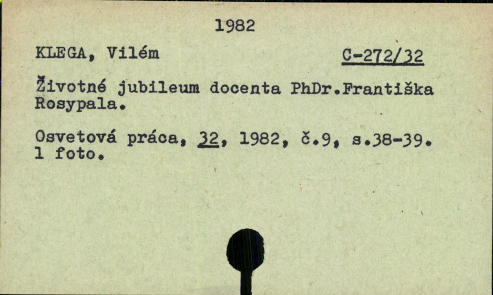 1982
KLEGA, Vilém C-272/32
Životné jubileum docenta PhDr.Františka
Rosypala.
Osvetová práca, 32, 1982, č.9, s.38-39.
1 foto.